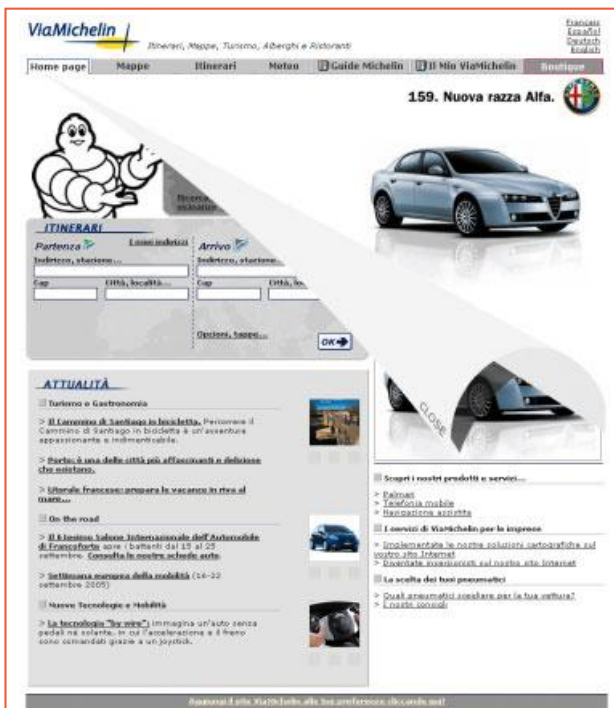 ViaMichelin
Itinerari, Mappe, Turismo, Alberghi e Ristoranti
Français
Español
Deutsch
English
Home page
Mappe
Itinerari
Meteo
Guide Michelin
Il Mio ViaMichelin
Boutique
159. Nuova razza Alfa.
ITINERARI
Partenza
I miei indirizzi
Indirizzo, stazione...
Cap
Città, località...
Arrivo
Indirizzo, stazione...
Cap
Città,
Opzioni, tappe...
OK
ATTUALITÀ
Turismo e Gastronomia
> Il Cammino di Santiago in bicicletta. Percorrere il
Cammino di Santiago in bicicletta è un'avventura
appassionante e indimenticabile.
> Porto: è una delle città più affascinanti e deliziose
che esistano.
> Litorale francese: prepara le vacanze in riva al
mare...
On the road
> Il 61esimo Salone Internazionale dell'Automobile
di Francoforte apre i battenti dal 15 al 25
settembre. Consulta le nostre schede auto.
> Settimana europea della mobilità (16-22
settembre 2005)
Nuove Tecnologie e Mobilità
> La tecnologia "by wire": immagina un'auto senza
pedali né volante, in cui l'accelerazione e il freno
sono comandati grazie a un joystick.
CLOSE
Scopri i nostri prodotti e servizi...
> Palmari
> Telefonia mobile
> Navigazione assistita
I servizi di ViaMichelin per le imprese
> Implementate le nostre soluzioni cartografiche sul
vostro sito Internet
> Diventate inserzionisti sul nostro sito Internet
La scelta dei tuoi pneumatici
> Quali pneumatici scegliere per la tua vettura?
> I nostri consigli
Aggiungi il sito ViaMichelin alle tue preferenze cliccando qui!